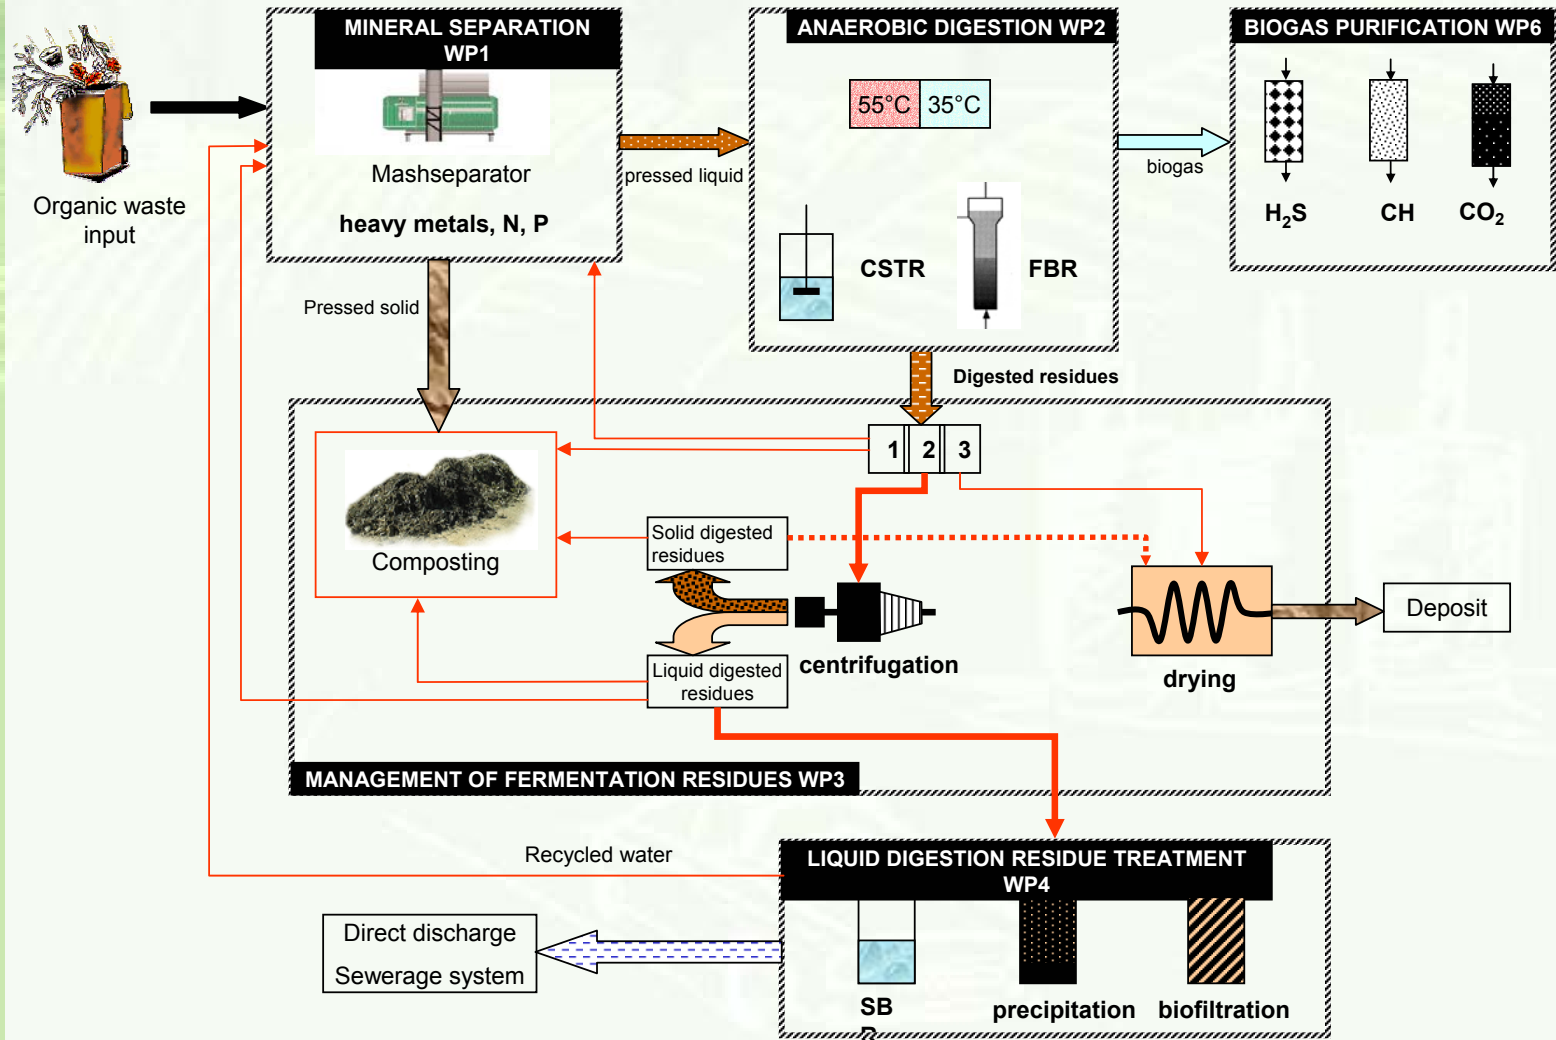 MINERAL SEPARATION
WP1
ANAEROBIC DIGESTION WP2
BIOGAS PURIFICATION WP6
55°C 35°C
Mashseparator
heavy metals, N, P
Organic waste
input
pressed liquid
biogas
H₂S CH CO₂
CSTR FBR
Pressed solid
Digested residues
1 2 3
Composting
Solid digested
residues
centrifugation
Liquid digested
residues
drying
Deposit
MANAGEMENT OF FERMENTATION RESIDUES WP3
Recycled water
LIQUID DIGESTION RESIDUE TREATMENT
WP4
Direct discharge
Sewerage system
SB
R
precipitation biofiltration